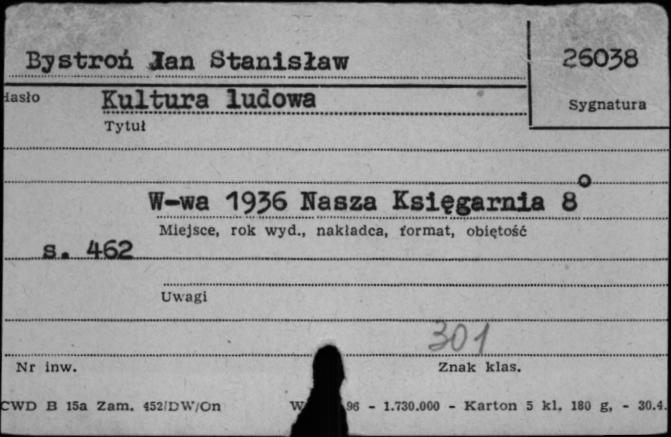 Bystroń Jan Stanisław
26038
Hasło
Kultura ludowa
Sygnatura
Tytuł
W-wa 1936 Nasza Księgarnia 8°
Miejsce, rok wyd., nakładca, format, objętość
s. 462
Uwagi
301
Nr inw.
Znak klas.
CWD B 15a Zam. 452/DW/On
96 - 1.730.000 - Karton 5 kl. 180 g. - 30.4.